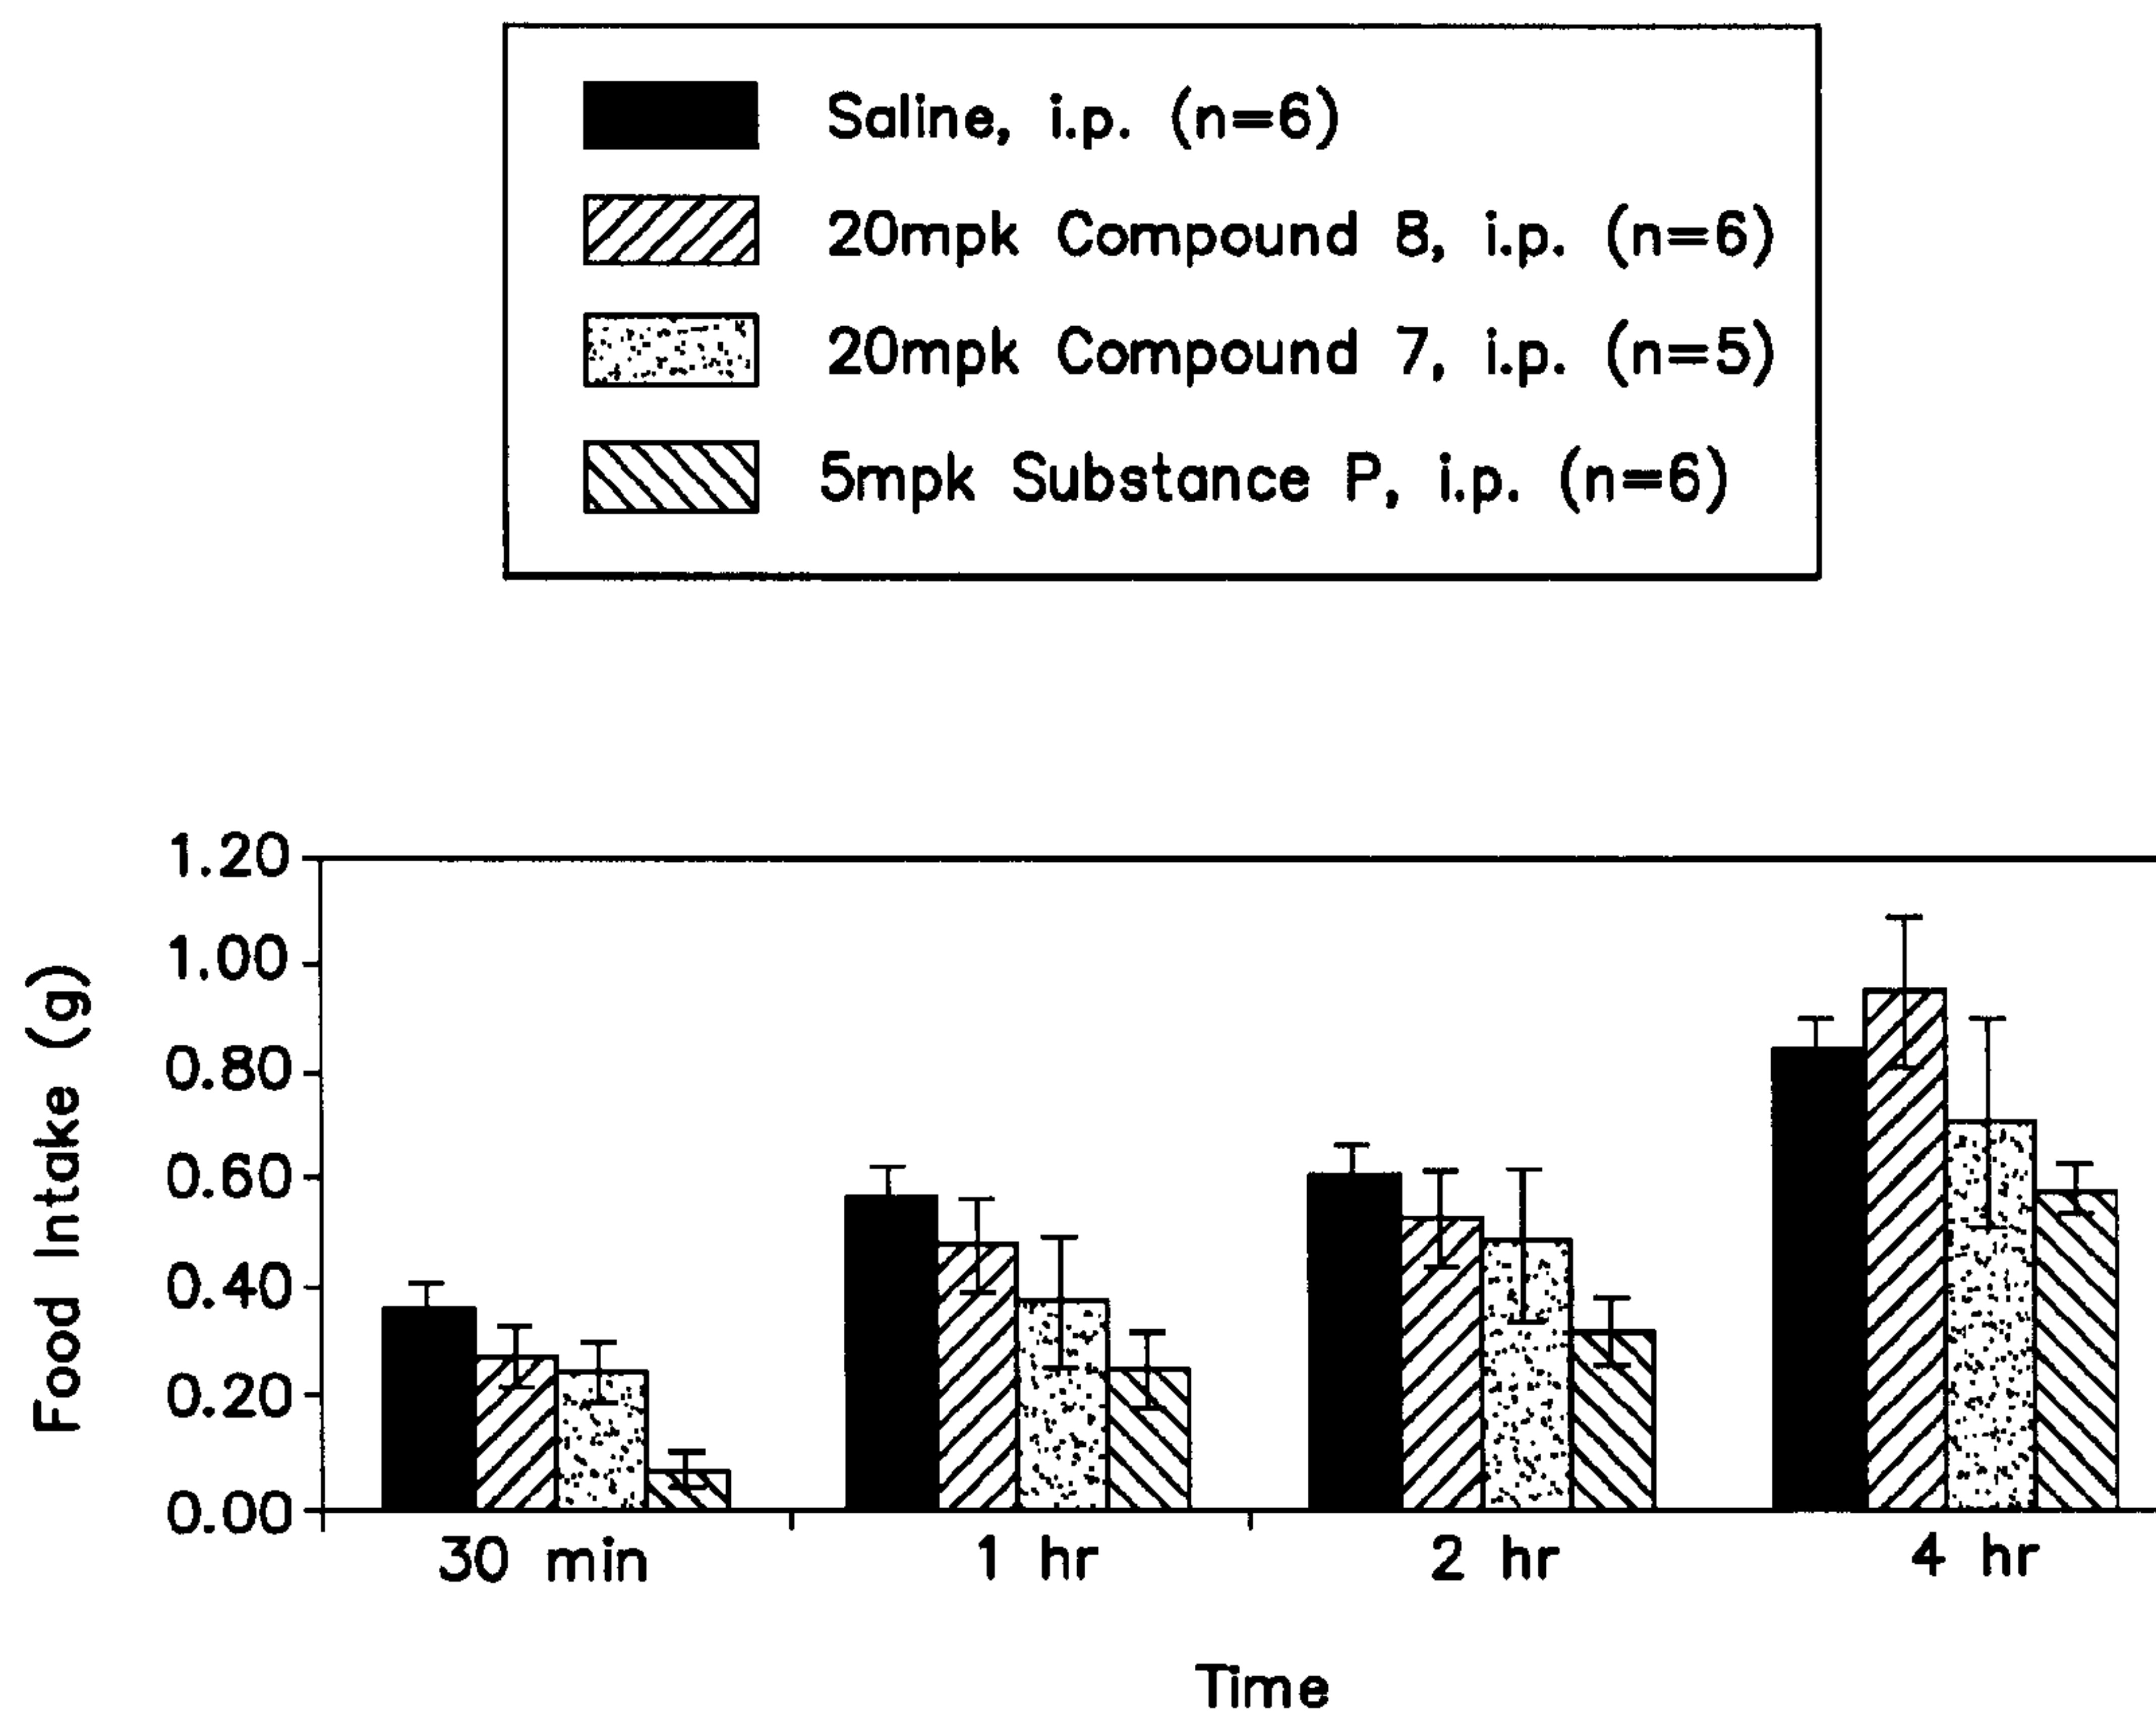 Saline, i.p. (n=6)
20mpk Compound 8, i.p. (n=6)
20mpk Compound 7, i.p. (n=5)
5mpk Substance P, i.p. (n=6)
Food Intake (g)
1.20
1.00
0.80
0.60
0.40
0.20
0.00
30 min
1 hr
2 hr
4 hr
Time